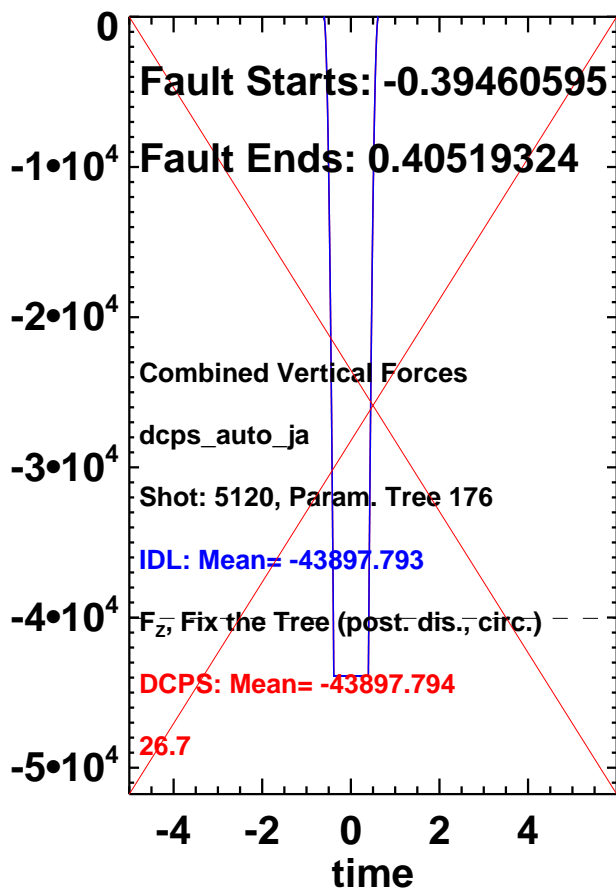 0
Fault Starts: -0.39460595
Fault Ends: 0.40519324
-1•10⁴
-2•10⁴
Combined Vertical Forces
dcps_auto_ja
-3•10⁴
Shot: 5120, Param. Tree 176
IDL: Mean= -43897.793
-4•10⁴
F_Z, Fix the Tree (post. dis., circ.)
DCPS: Mean= -43897.794
26.7
-5•10⁴
-4 -2 0 2 4
time